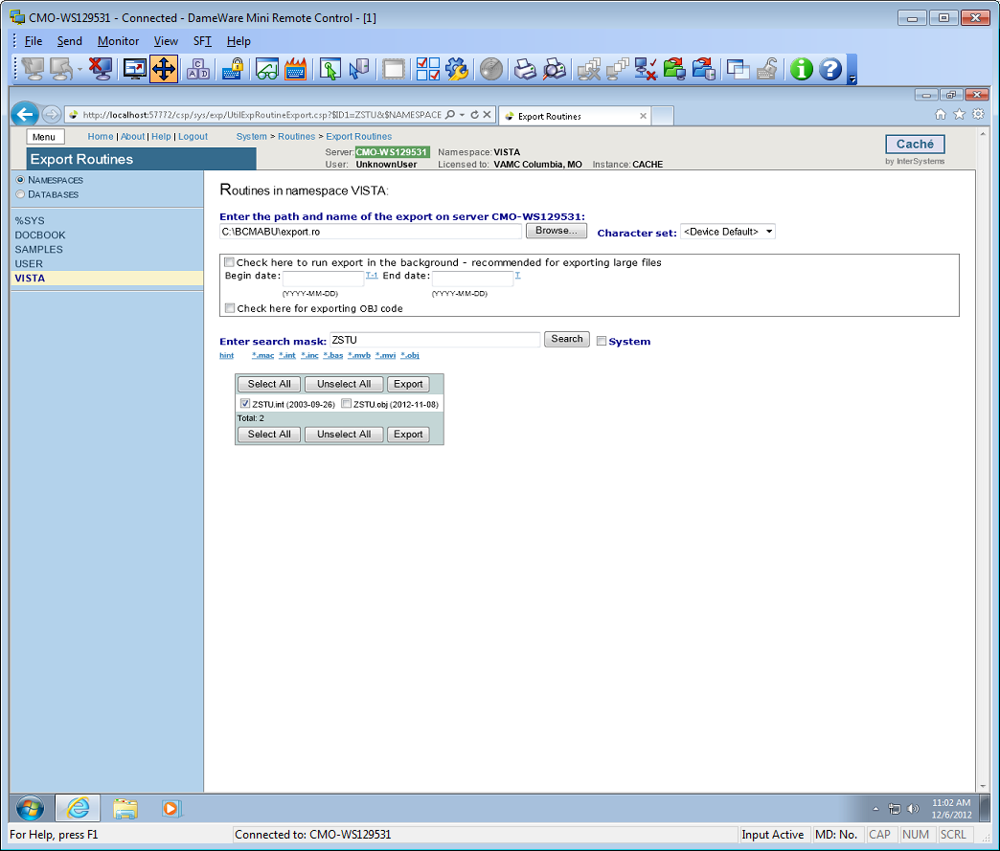 CMO-WS129531 - Connected - DameWare Mini Remote Control - [1]
File Send Monitor View SFT Help
http://localhost:57772/csp/sys/exp/UtilExpRoutineExport.csp?$ID1=ZSTU&$NAMESPACE
Export Routines
Menu
Home | About | Help | Logout
System > Routines > Export Routines
Export Routines
Server: CMO-WS129531 Namespace: VISTA
User: UnknownUser Licensed to: VAMC Columbia, MO Instance: CACHE
Caché
by InterSystems
NAMESPACES
DATABASES
%SYS
DOCBOOK
SAMPLES
USER
VISTA
Routines in namespace VISTA:
Enter the path and name of the export on server CMO-WS129531:
C:\BCMABU\export.ro Browse... Character set: <Device Default>
Check here to run export in the background - recommended for exporting large files
Begin date: T-1 End date: T
(YYYY-MM-DD) (YYYY-MM-DD)
Check here for exporting OBJ code
Enter search mask: ZSTU Search System
hint *.mac *.int *.inc *.bas *.mvb *.mvi *.obj
Select All Unselect All Export
ZSTU.int (2003-09-26) ZSTU.obj (2012-11-08)
Total: 2
Select All Unselect All Export
11:02 AM
12/6/2012
For Help, press F1 Connected to: CMO-WS129531 Input Active MD: No. CAP NUM SCRL